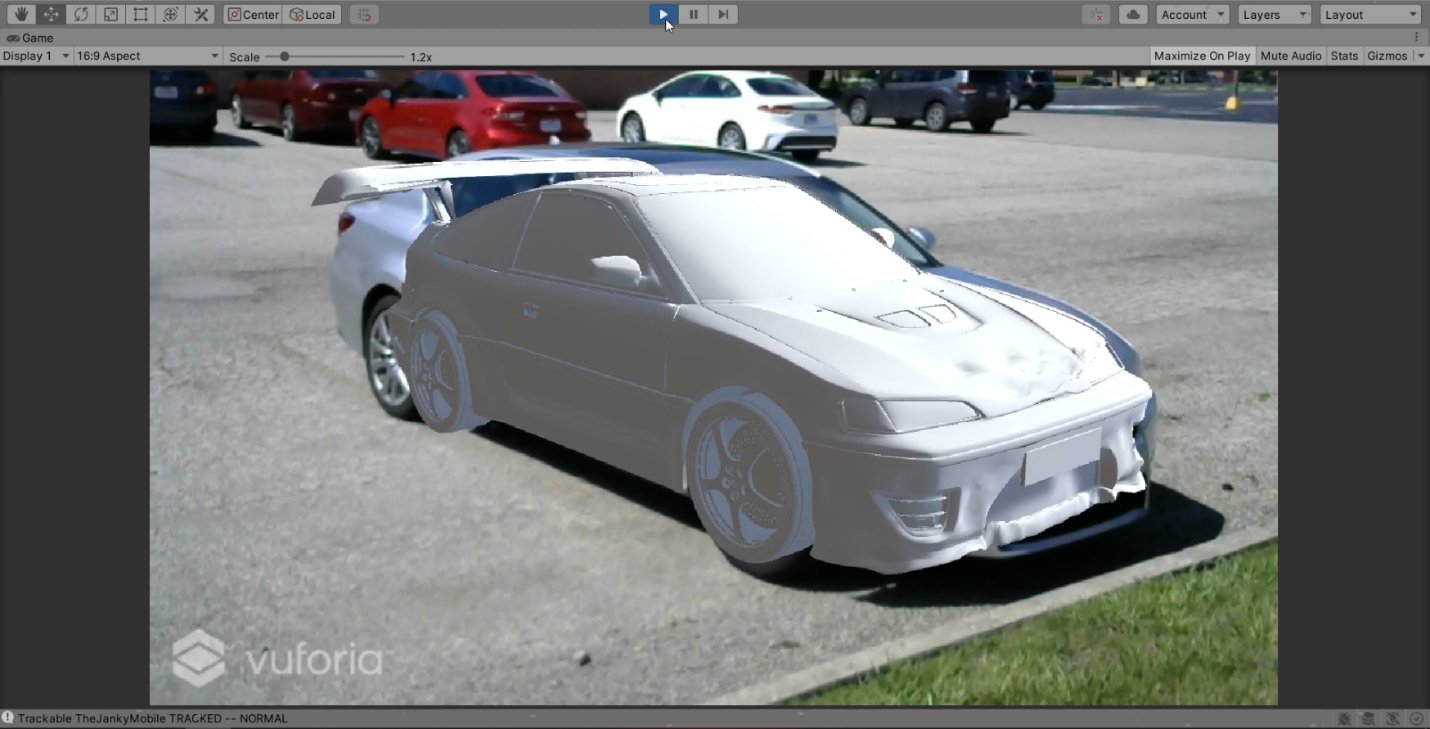 Center Local Account Layers Layout
Game
Display 1 16:9 Aspect Scale 1.2x Maximize On Play Mute Audio Stats Gizmos
vuforia
Trackable TheJankyMobile TRACKED -- NORMAL